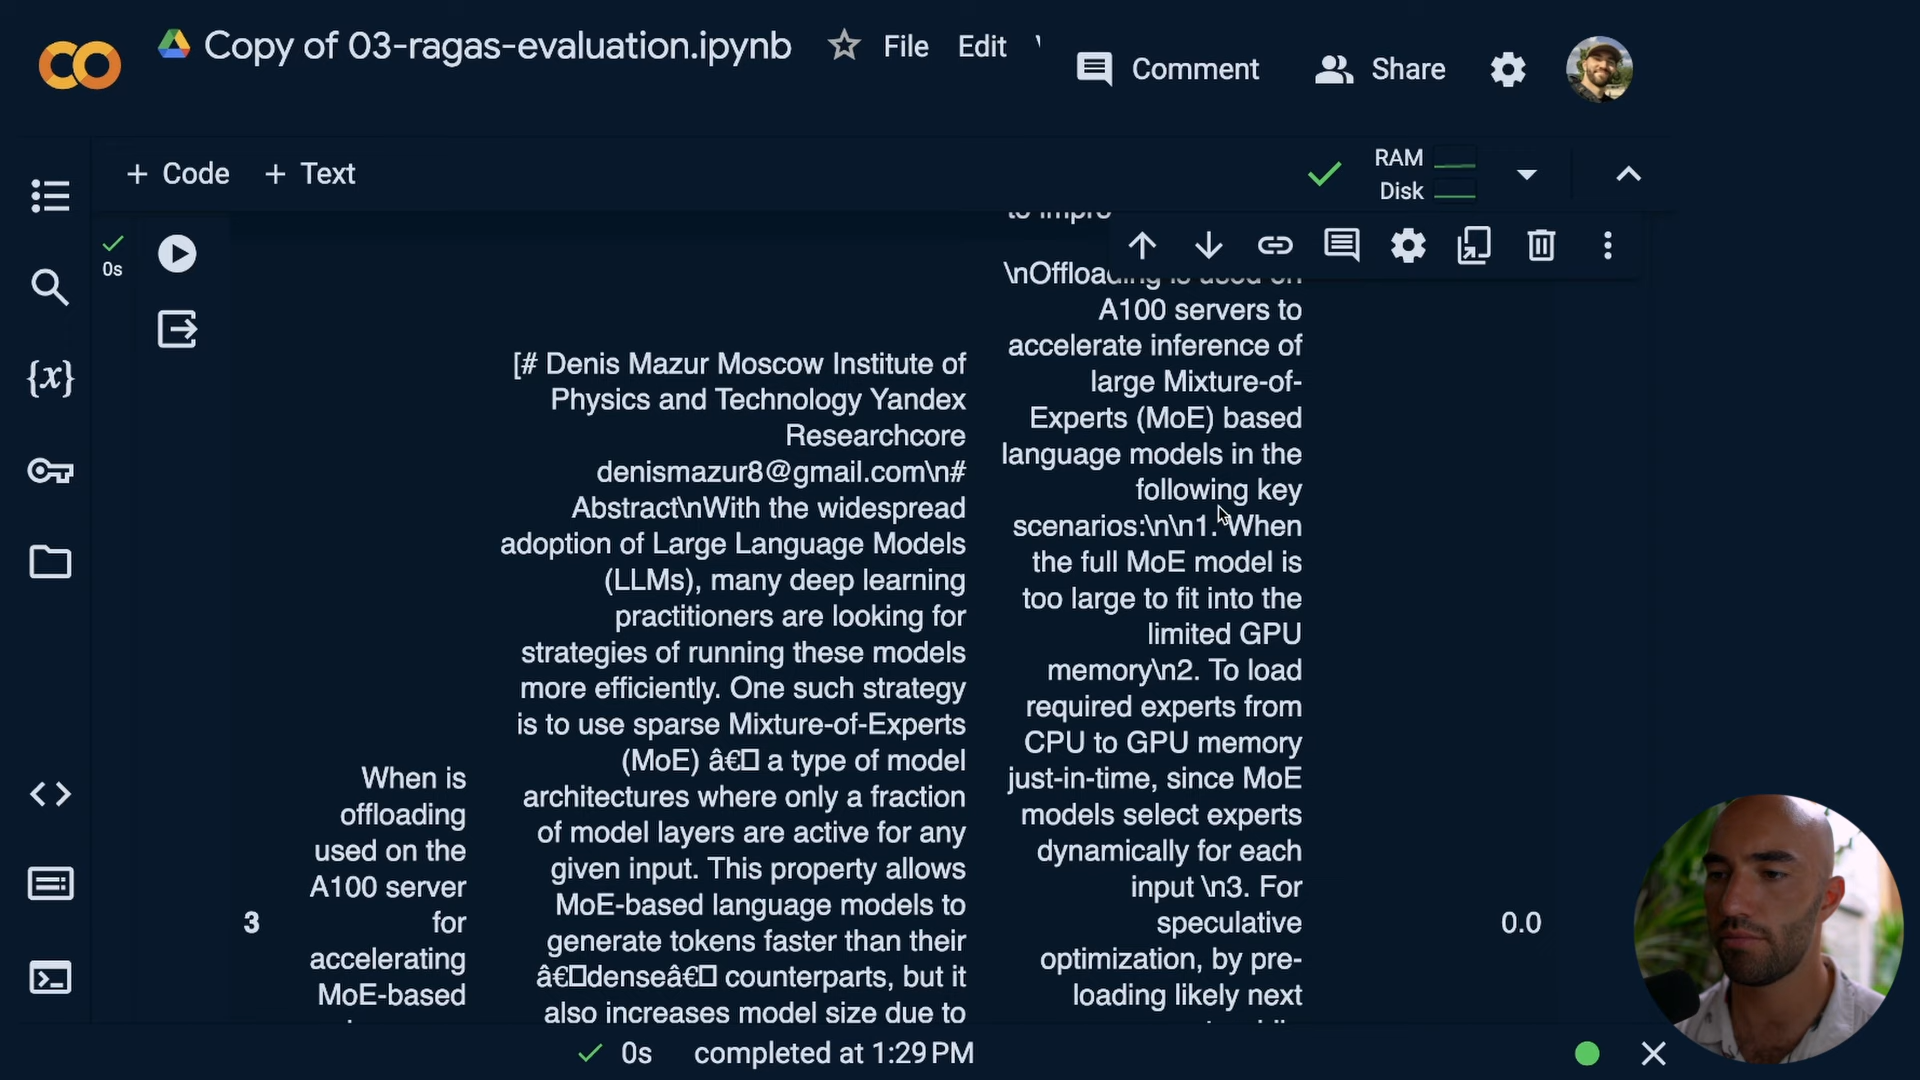 Copy of 03-ragas-evaluation.ipynb
File
Edit
Comment
Share
+ Code
+ Text
RAM
Disk
0s
{x}
3
When is
offloading
used on the
A100 server
for
accelerating
MoE-based
[# Denis Mazur Moscow Institute of
Physics and Technology Yandex
Researchcore
denismazur8@gmail.com\n#
Abstract\nWith the widespread
adoption of Large Language Models
(LLMs), many deep learning
practitioners are looking for
strategies of running these models
more efficiently. One such strategy
is to use sparse Mixture-of-Experts
(MoE) â€□ a type of model
architectures where only a fraction
of model layers are active for any
given input. This property allows
MoE-based language models to
generate tokens faster than their
â€□denseâ€□ counterparts, but it
also increases model size due to
to impro
\nOffloading is used on
A100 servers to
accelerate inference of
large Mixture-of-
Experts (MoE) based
language models in the
following key
scenarios:\n\n1. When
the full MoE model is
too large to fit into the
limited GPU
memory\n2. To load
required experts from
CPU to GPU memory
just-in-time, since MoE
models select experts
dynamically for each
input \n3. For
speculative
optimization, by pre-
loading likely next
0.0
0s
completed at 1:29 PM